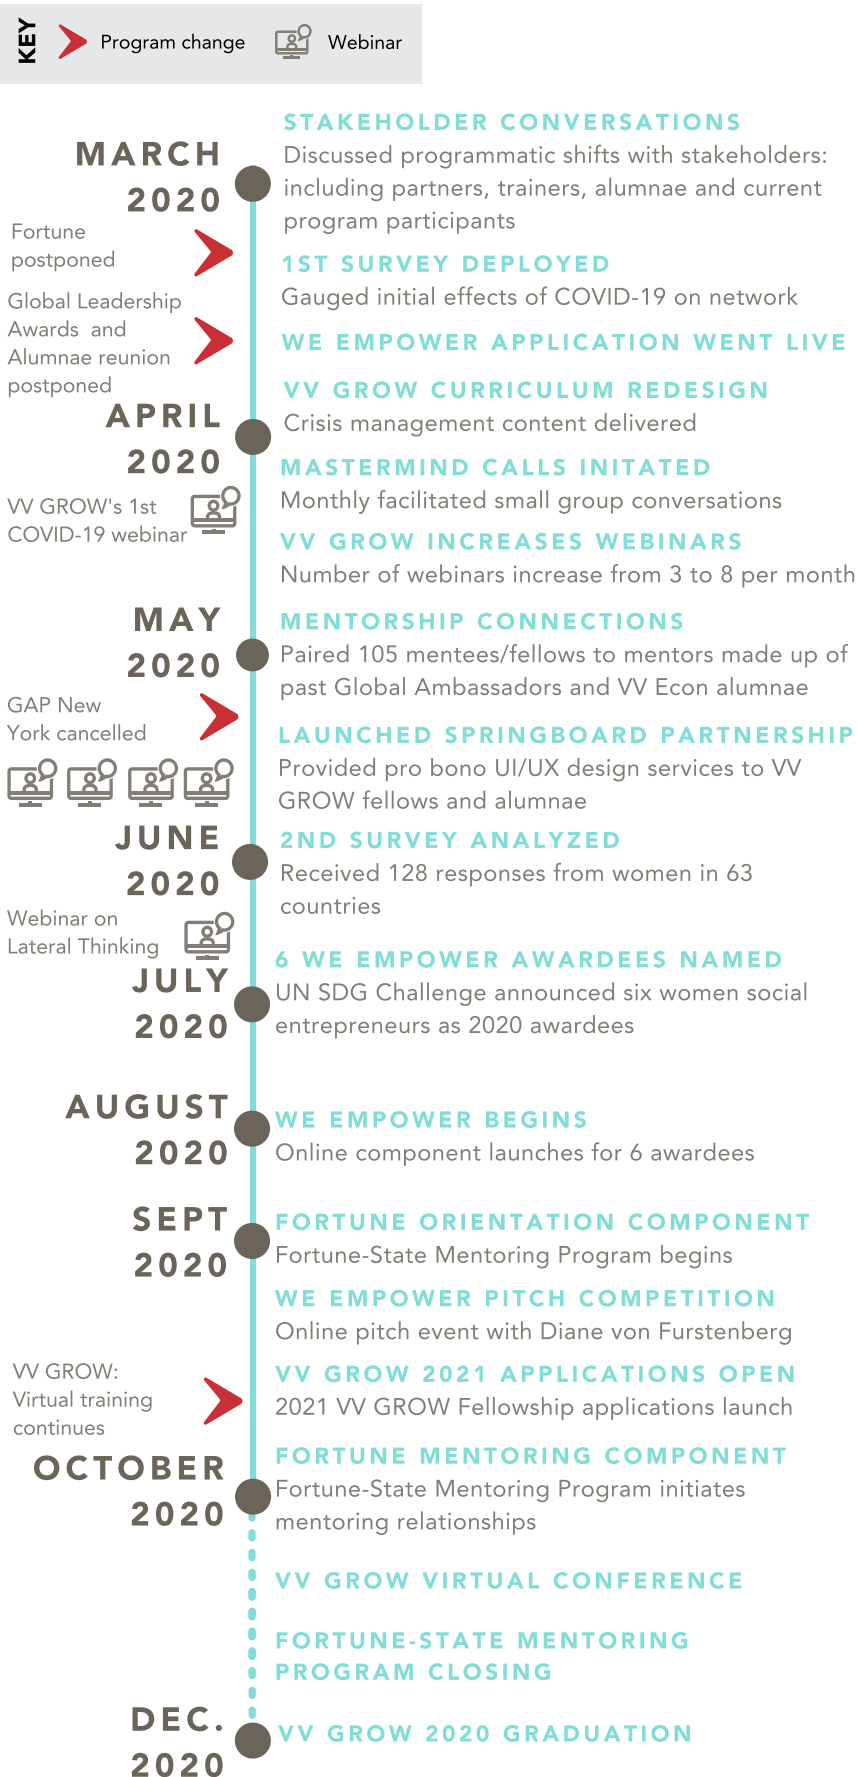 KEY
Program change
Webinar
MARCH
2020
STAKEHOLDER CONVERSATIONS
Discussed programmatic shifts with stakeholders:
including partners, trainers, alumnae and current
program participants
Fortune
postponed
1ST SURVEY DEPLOYED
Gauged initial effects of COVID-19 on network
Global Leadership
Awards and
Alumnae reunion
postponed
WE EMPOWER APPLICATION WENT LIVE
APRIL
2020
VV GROW CURRICULUM REDESIGN
Crisis management content delivered
MASTERMIND CALLS INITATED
Monthly facilitated small group conversations
VV GROW's 1st
COVID-19 webinar
VV GROW INCREASES WEBINARS
Number of webinars increase from 3 to 8 per month
MAY
2020
MENTORSHIP CONNECTIONS
Paired 105 mentees/fellows to mentors made up of
past Global Ambassadors and VV Econ alumnae
GAP New
York cancelled
LAUNCHED SPRINGBOARD PARTNERSHIP
Provided pro bono UI/UX design services to VV
GROW fellows and alumnae
JUNE
2020
2ND SURVEY ANALYZED
Received 128 responses from women in 63
countries
Webinar on
Lateral Thinking
JULY
2020
6 WE EMPOWER AWARDEES NAMED
UN SDG Challenge announced six women social
entrepreneurs as 2020 awardees
AUGUST
2020
WE EMPOWER BEGINS
Online component launches for 6 awardees
SEPT
2020
FORTUNE ORIENTATION COMPONENT
Fortune-State Mentoring Program begins
WE EMPOWER PITCH COMPETITION
Online pitch event with Diane von Furstenberg
VV GROW:
Virtual training
continues
VV GROW 2021 APPLICATIONS OPEN
2021 VV GROW Fellowship applications launch
OCTOBER
2020
FORTUNE MENTORING COMPONENT
Fortune-State Mentoring Program initiates
mentoring relationships
VV GROW VIRTUAL CONFERENCE
FORTUNE-STATE MENTORING
PROGRAM CLOSING
DEC.
2020
VV GROW 2020 GRADUATION